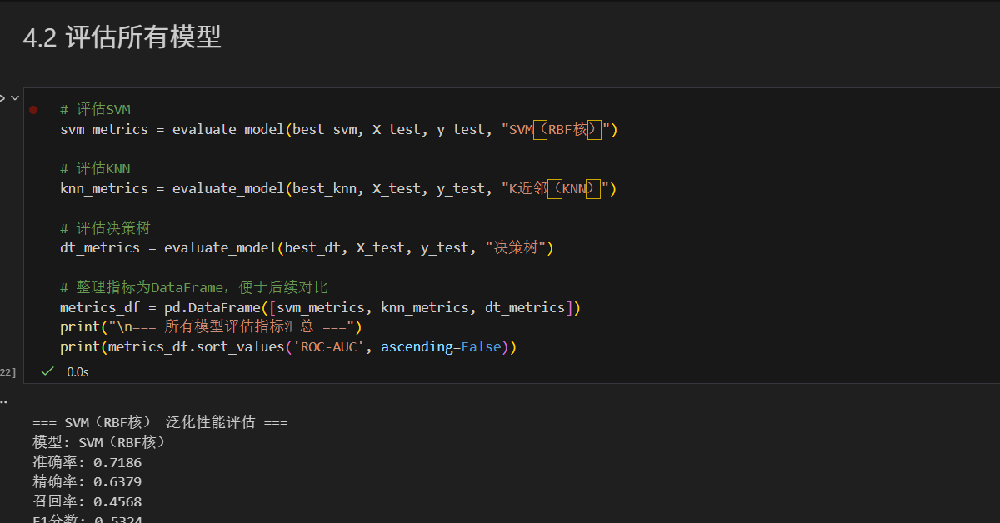 4.2 评估所有模型
# 评估SVM
svm_metrics = evaluate_model(best_svm, X_test, y_test, "SVM（RBF核）")
# 评估KNN
knn_metrics = evaluate_model(best_knn, X_test, y_test, "K近邻（KNN）")
# 评估决策树
dt_metrics = evaluate_model(best_dt, X_test, y_test, "决策树")
# 整理指标为DataFrame，便于后续对比
metrics_df = pd.DataFrame([svm_metrics, knn_metrics, dt_metrics])
print("\n=== 所有模型评估指标汇总 ===")
print(metrics_df.sort_values('ROC-AUC', ascending=False))
22]
0.0s
=== SVM（RBF核） 泛化性能评估 ===
模型: SVM（RBF核）
准确率: 0.7186
精确率: 0.6379
召回率: 0.4568
F1分数: 0.5324